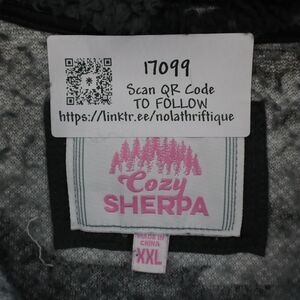 17099
Scan QR Code
TO FOLLOW
https://linktr.ee/nolathriftique
Cozy
SHERPA
MADE IN
CHINA
XXL